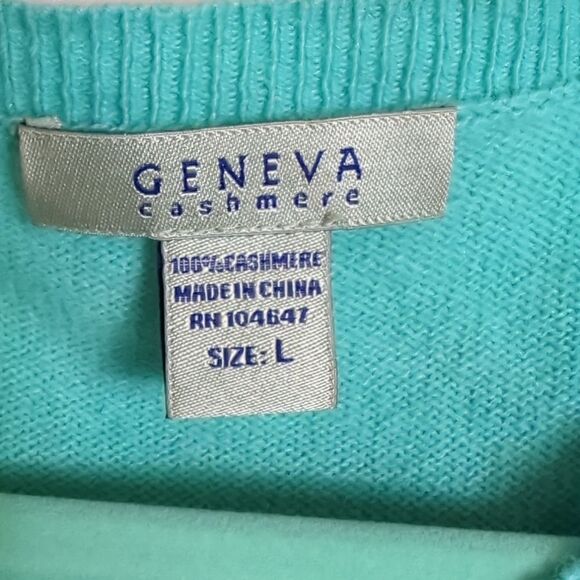 GENEVA
cashmere
100% CASHMERE
MADE IN CHINA
RN 104647
SIZE: L